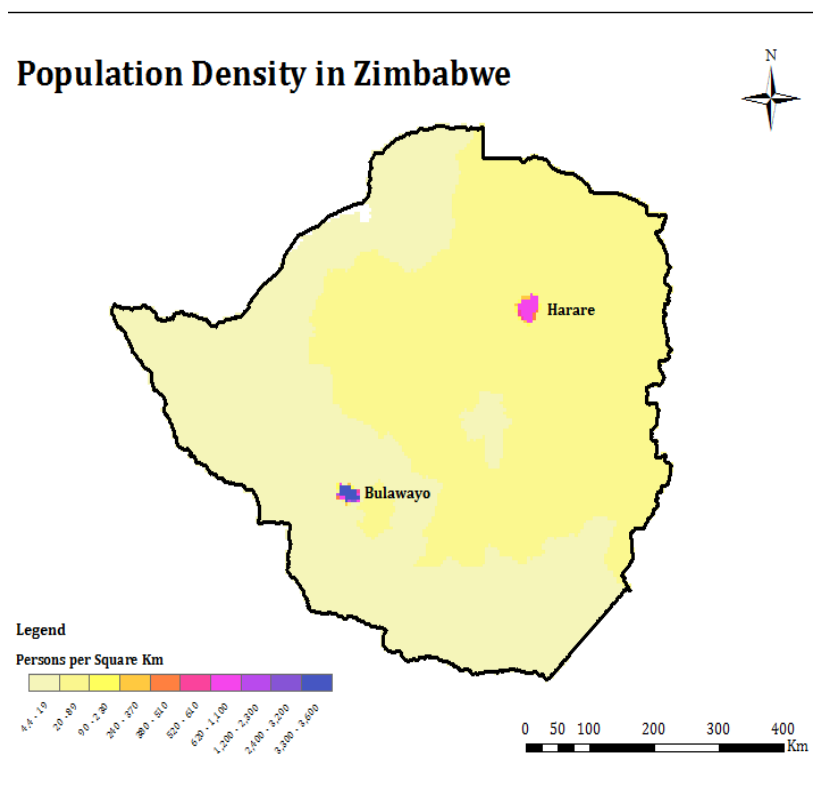 Population Density in Zimbabwe
N
Harare
Bulawayo
Legend
Persons per Square Km
4.4 - 19
20 - 89
90 - 230
240 - 370
380 - 510
520 - 610
620 - 1,100
1,200 - 2,300
2,400 - 3,200
3,300 - 3,600
0 50 100 200 300 400
Km